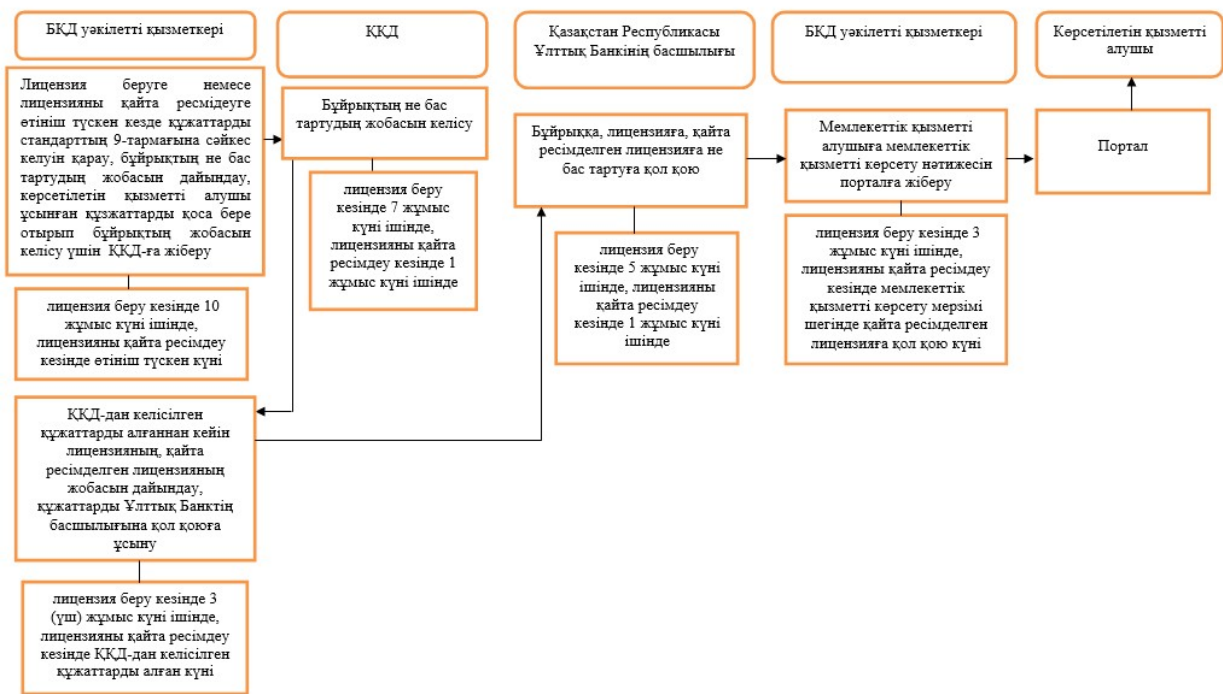 БҚД уәкілетті қызметкері
ҚҚД
Қазақстан Республикасы
Ұлттық Банкінің басшылығы
БҚД уәкілетті қызметкері
Көрсетілетін қызметті
алушы
Лицензия беруге немесе
лицензияны қайта ресмідеуге
өтініш түскен кезде құжаттарды
стандарттың 9-тармағына сәйкес
келуін қарау, бұйрықтың не бас
тартудың жобасын дайындау,
көрсетілетін қызметті алушы
ұсынған құзжаттарды қоса бере
отырып бұйрықтың жобасын
келісу үшін ҚҚД-ға жіберу
лицензия беру кезінде 10
жұмыс күні ішінде,
лицензияны қайта ресімдеу
кезінде өтініш түскен күні
ҚҚД-дан келісілген
құжаттарды алғаннан кейін
лицензияның, қайта
ресімделген лицензияның
жобасын дайындау,
құжаттарды Ұлттық Банктің
басшылығына қол қоюға
ұсыну
лицензия беру кезінде 3
(үш) жұмыс күні ішінде,
лицензияны қайта ресімдеу
кезінде ҚҚД-дан келісілген
құжаттарды алған күні
Бұйрықтың не бас
тартудың жобасын келісу
лицензия беру
кезінде 7 жұмыс
күні ішінде,
лицензияны қайта
ресімдеу кезінде 1
жұмыс күні ішінде
Бұйрыққа, лицензияға, қайта
ресімделген лицензияға не
бас тартуға қол қою
лицензия беру
кезінде 5 жұмыс күні
ішінде, лицензияны
қайта ресімдеу
кезінде 1 жұмыс күні
ішінде
Мемлекеттік қызметті
алушыға мемлекеттік
қызметті көрсету нәтижесін
порталға жіберу
лицензия беру кезінде 3
жұмыс күні ішінде,
лицензияны қайта ресімдеу
кезінде мемлекеттік
қызметті көрсету мерзімі
шегінде қайта ресімделген
лицензияға қол қою күні
Портал